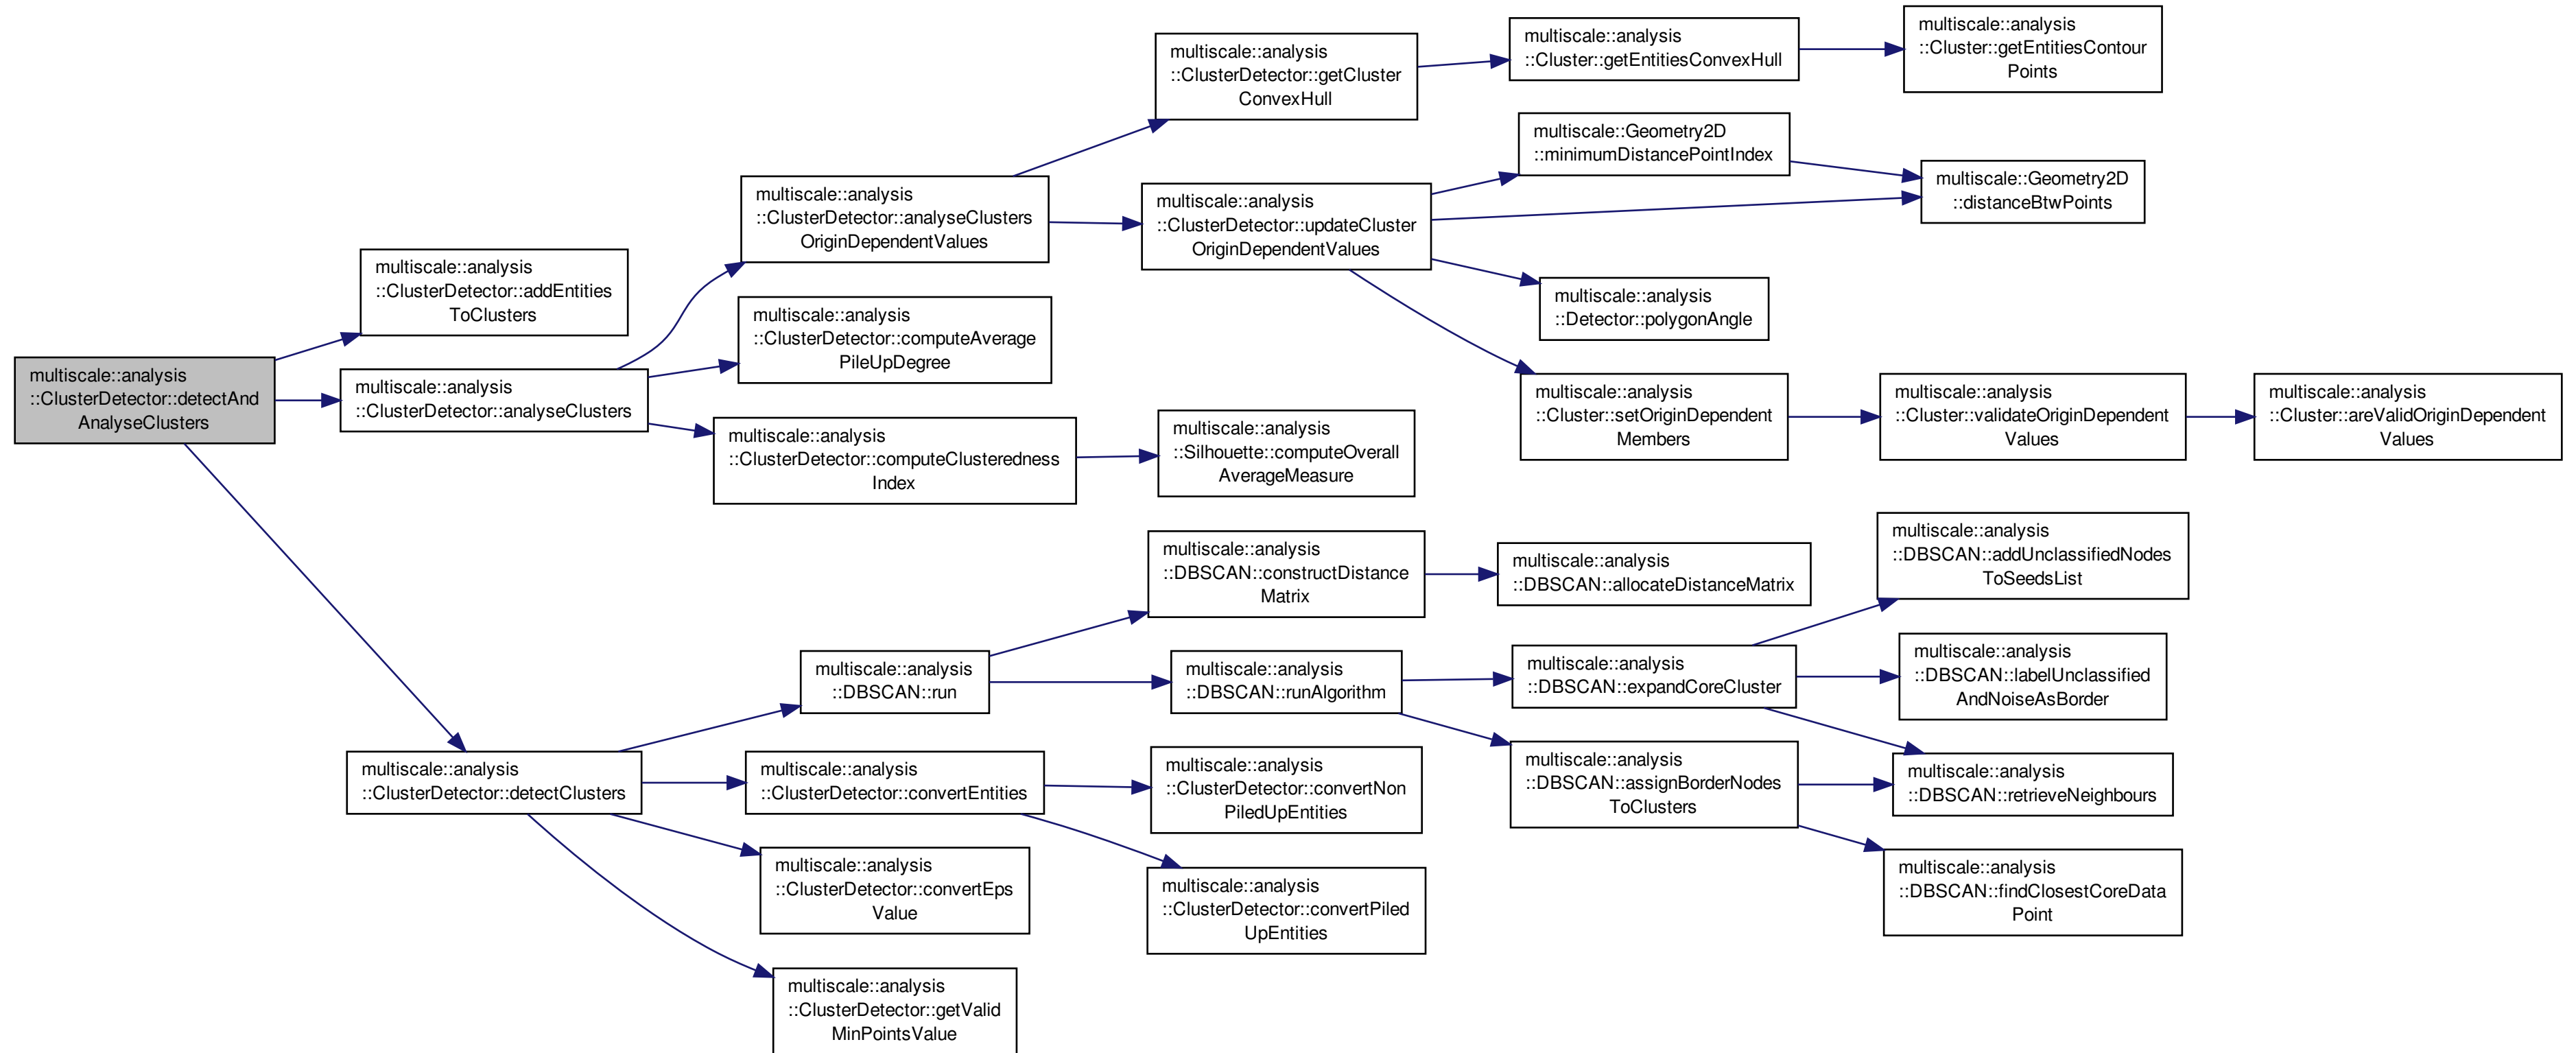 multiscale::analysis
::ClusterDetector::detectAnd
AnalyseClusters
multiscale::analysis
::ClusterDetector::addEntities
ToClusters
multiscale::analysis
::ClusterDetector::analyseClusters
multiscale::analysis
::ClusterDetector::detectClusters
multiscale::analysis
::ClusterDetector::analyseClusters
OriginDependentValues
multiscale::analysis
::ClusterDetector::computeAverage
PileUpDegree
multiscale::analysis
::ClusterDetector::computeClusteredness
Index
multiscale::analysis
::DBSCAN::run
multiscale::analysis
::ClusterDetector::convertEntities
multiscale::analysis
::ClusterDetector::convertEps
Value
multiscale::analysis
::ClusterDetector::getValid
MinPointsValue
multiscale::analysis
::ClusterDetector::getCluster
ConvexHull
multiscale::analysis
::ClusterDetector::updateCluster
OriginDependentValues
multiscale::analysis
::Silhouette::computeOverall
AverageMeasure
multiscale::analysis
::DBSCAN::constructDistance
Matrix
multiscale::analysis
::DBSCAN::runAlgorithm
multiscale::analysis
::ClusterDetector::convertNon
PiledUpEntities
multiscale::analysis
::ClusterDetector::convertPiled
UpEntities
multiscale::analysis
::Cluster::getEntitiesConvexHull
multiscale::Geometry2D
::minimumDistancePointIndex
multiscale::analysis
::Detector::polygonAngle
multiscale::analysis
::Cluster::setOriginDependent
Members
multiscale::analysis
::DBSCAN::allocateDistanceMatrix
multiscale::analysis
::DBSCAN::expandCoreCluster
multiscale::analysis
::DBSCAN::assignBorderNodes
ToClusters
multiscale::analysis
::Cluster::getEntitiesContour
Points
multiscale::Geometry2D
::distanceBtwPoints
multiscale::analysis
::Cluster::validateOriginDependent
Values
multiscale::analysis
::DBSCAN::addUnclassifiedNodes
ToSeedsList
multiscale::analysis
::DBSCAN::labelUnclassified
AndNoiseAsBorder
multiscale::analysis
::DBSCAN::retrieveNeighbours
multiscale::analysis
::DBSCAN::findClosestCoreData
Point
multiscale::analysis
::Cluster::areValidOriginDependent
Values